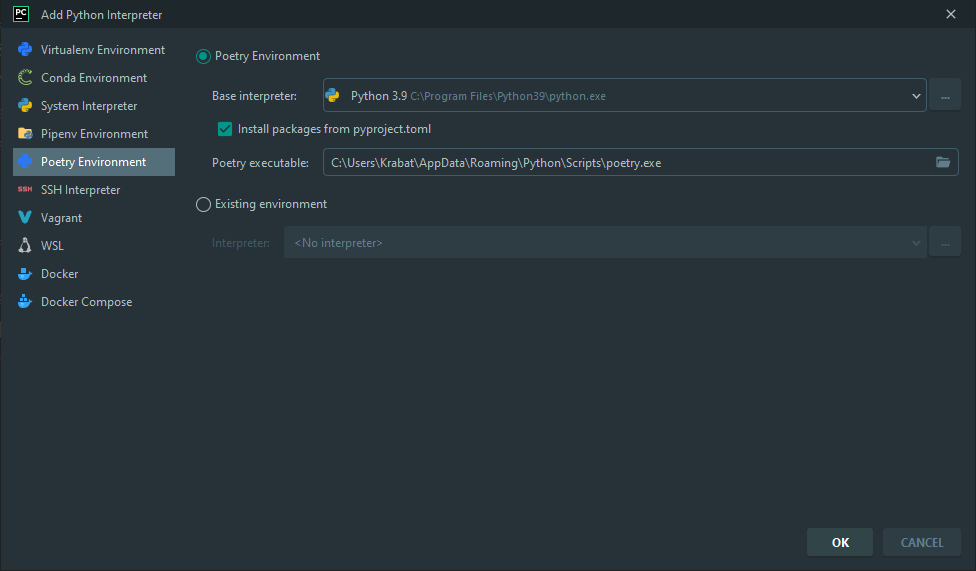 PC Add Python Interpreter
Virtualenv Environment
Conda Environment
System Interpreter
Pipenv Environment
Poetry Environment
SSH SSH Interpreter
Vagrant
WSL
Docker
Docker Compose
Poetry Environment
Base interpreter: Python 3.9 C:\Program Files\Python39\python.exe ...
Install packages from pyproject.toml
Poetry executable: C:\Users\Krabat\AppData\Roaming\Python\Scripts\poetry.exe
Existing environment
Interpreter: <No interpreter> ...
OK CANCEL